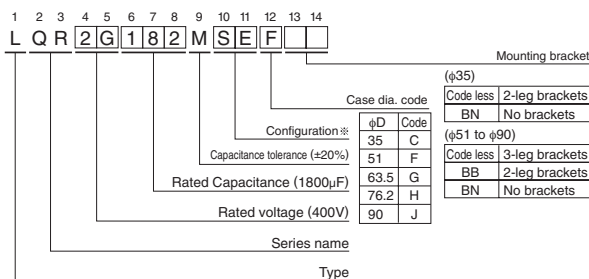 1 2 3 4 5 6 7 8 9 10 11 12 13 14
L Q R 2 G 1 8 2 M S E F
Mounting bracket
(ϕ35)
Code less 2-leg brackets
BN No brackets
(ϕ51 to ϕ90)
Code less 3-leg brackets
BB 2-leg brackets
BN No brackets
Case dia. code
ϕD Code
35 C
51 F
63.5 G
76.2 H
90 J
Configuration※
Capacitance tolerance (±20%)
Rated Capacitance (1800µF)
Rated voltage (400V)
Series name
Type